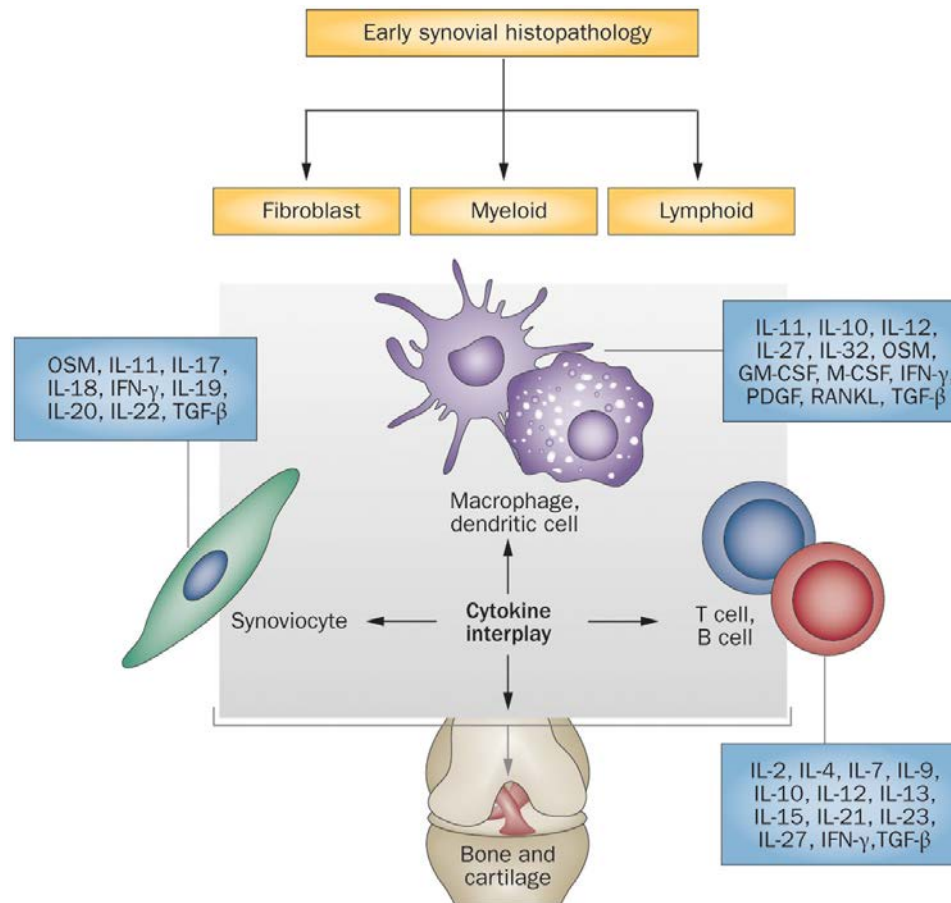 Early synovial histopathology
Fibroblast
Myeloid
Lymphoid
OSM, IL-11, IL-17,
IL-18, IFN-γ, IL-19,
IL-20, IL-22, TGF-β
IL-11, IL-10, IL-12,
IL-27, IL-32, OSM,
GM-CSF, M-CSF, IFN-γ
PDGF, RANKL, TGF-β
Macrophage,
dendritic cell
Synoviocyte
Cytokine
interplay
T cell,
B cell
IL-2, IL-4, IL-7, IL-9,
IL-10, IL-12, IL-13,
IL-15, IL-21, IL-23,
IL-27, IFN-γ,TGF-β
Bone and
cartilage